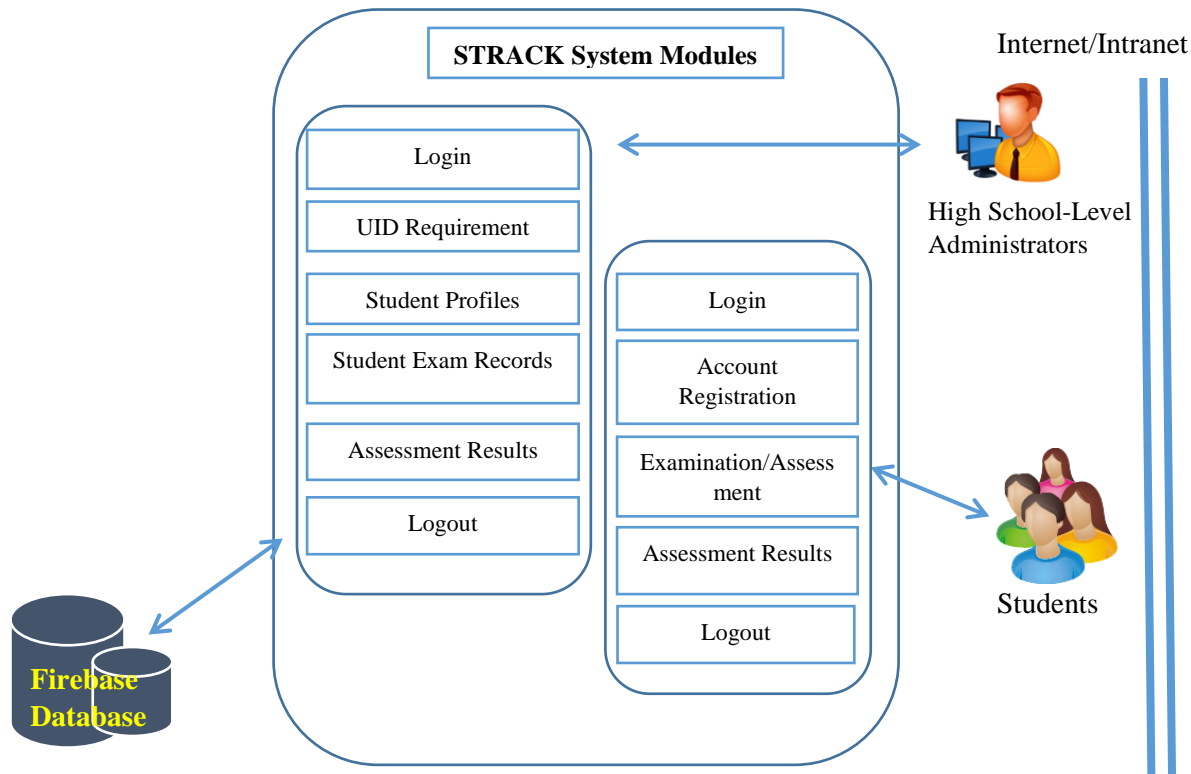 STRACK System Modules
Internet/Intranet
Login
UID Requirement
Student Profiles
Student Exam Records
Assessment Results
Logout
High School-Level
Administrators
Login
Account
Registration
Examination/Assess
ment
Assessment Results
Logout
Students
Firebase
Database